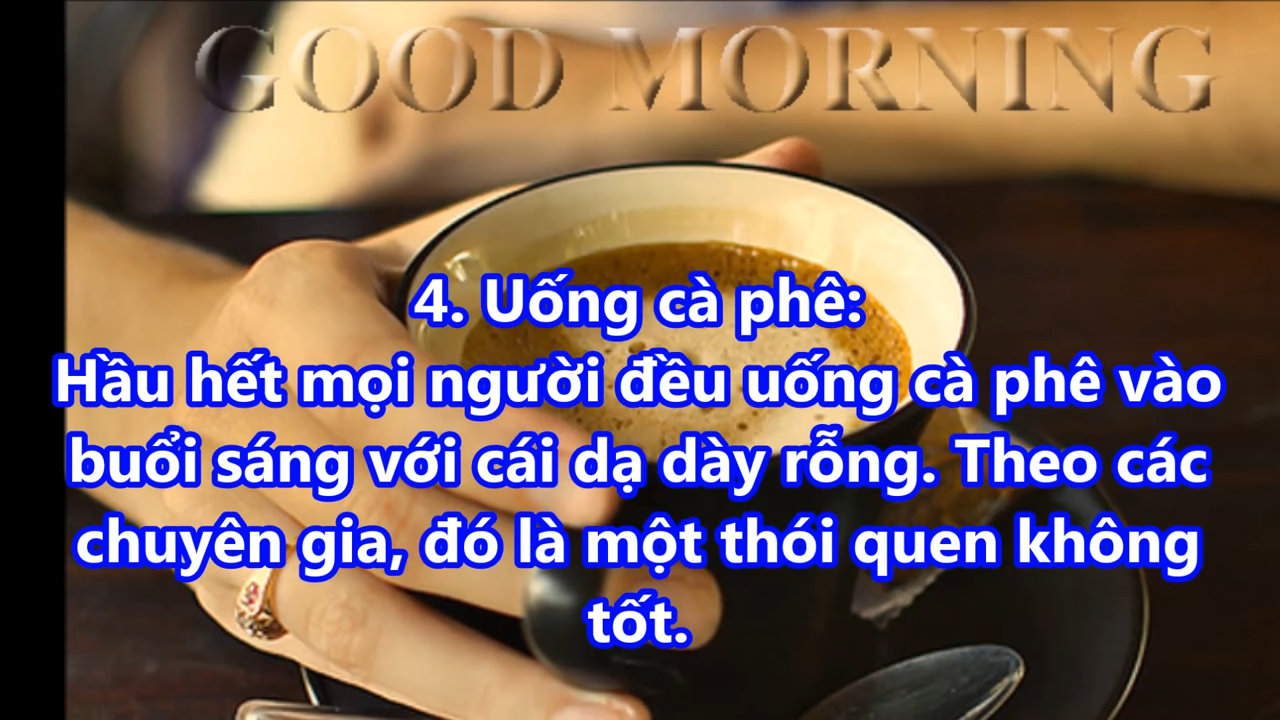 GOOD MORNING
4. Uống cà phê:
Hầu hết mọi người đều uống cà phê vào
buổi sáng với cái dạ dày rỗng. Theo các
chuyên gia, đó là một thói quen không
tốt.